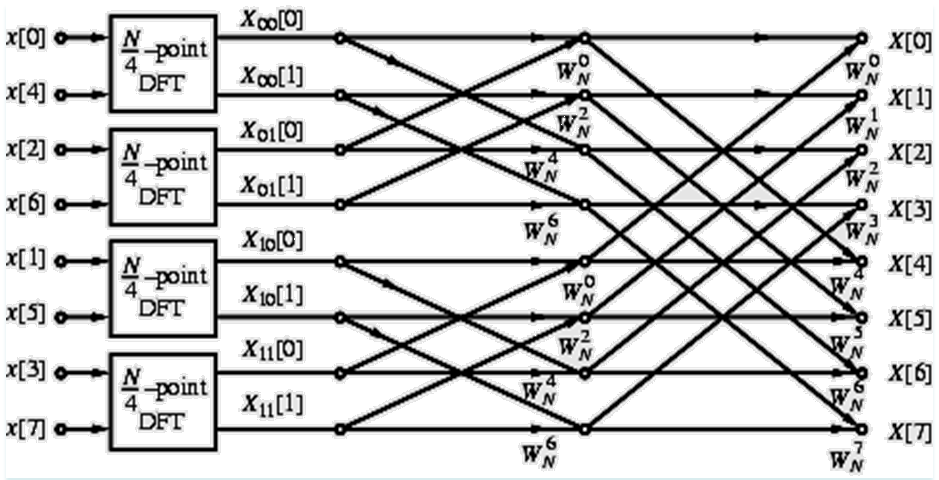 x[0]
N/4-point DFT
X₀₀[0]
X[0]
W_N^0
W_N^0
x[4]
X₀₀[1]
X[1]
W_N^2
W_N^1
x[2]
N/4-point DFT
X₀₁[0]
X[2]
W_N^4
W_N^2
x[6]
X₀₁[1]
X[3]
W_N^6
W_N^3
x[1]
N/4-point DFT
X₁₀[0]
X[4]
W_N^0
W_N^4
x[5]
X₁₀[1]
X[5]
W_N^2
W_N^5
x[3]
N/4-point DFT
X₁₁[0]
X[6]
W_N^4
W_N^6
x[7]
X₁₁[1]
X[7]
W_N^6
W_N^7